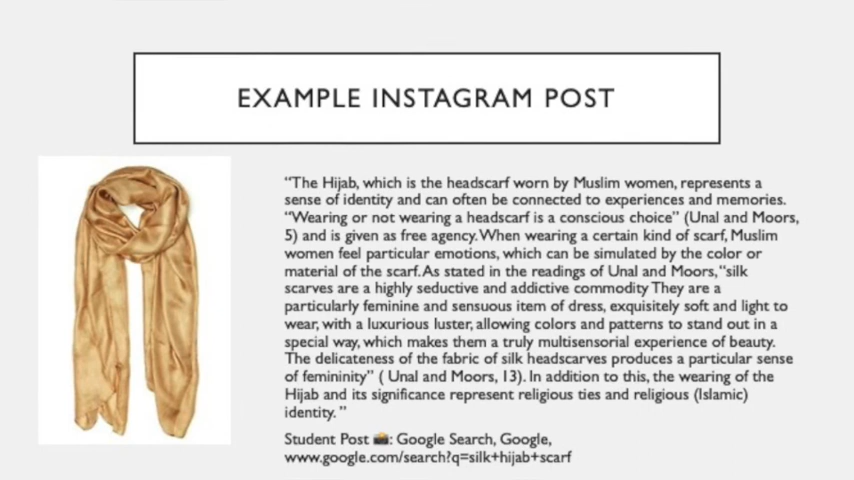 EXAMPLE INSTAGRAM POST
“The Hijab, which is the headscarf worn by Muslim women, represents a
sense of identity and can often be connected to experiences and memories.
“Wearing or not wearing a headscarf is a conscious choice” (Unal and Moors,
5) and is given as free agency. When wearing a certain kind of scarf, Muslim
women feel particular emotions, which can be simulated by the color or
material of the scarf. As stated in the readings of Unal and Moors, “silk
scarves are a highly seductive and addictive commodity They are a
particularly feminine and sensuous item of dress, exquisitely soft and light to
wear, with a luxurious luster, allowing colors and patterns to stand out in a
special way, which makes them a truly multisensorial experience of beauty.
The delicateness of the fabric of silk headscarves produces a particular sense
of femininity” ( Unal and Moors, 13). In addition to this, the wearing of the
Hijab and its significance represent religious ties and religious (Islamic)
identity. ”
Student Post 📸: Google Search, Google,
www.google.com/search?q=silk+hijab+scarf